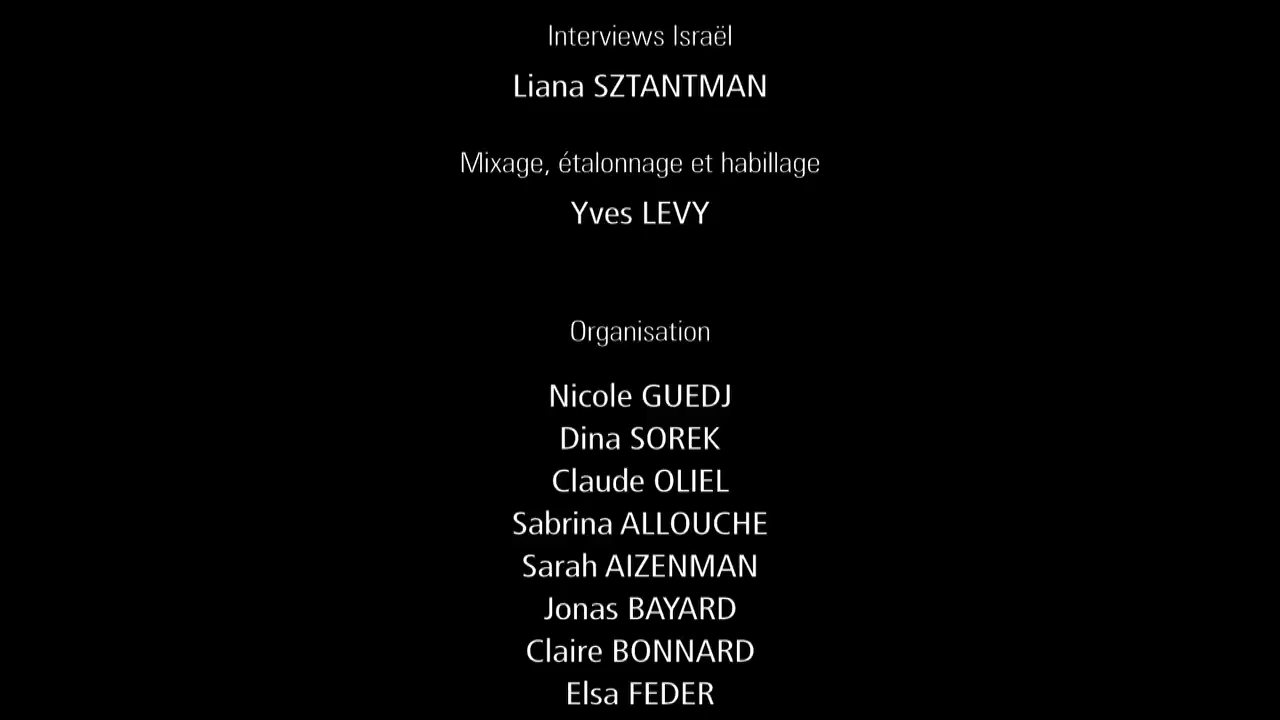 Interviews Israël
Liana SZTANTMAN
Mixage, étalonnage et habillage
Yves LEVY
Organisation
Nicole GUEDJ
Dina SOREK
Claude OLIEL
Sabrina ALLOUCHE
Sarah AIZENMAN
Jonas BAYARD
Claire BONNARD
Elsa FEDER